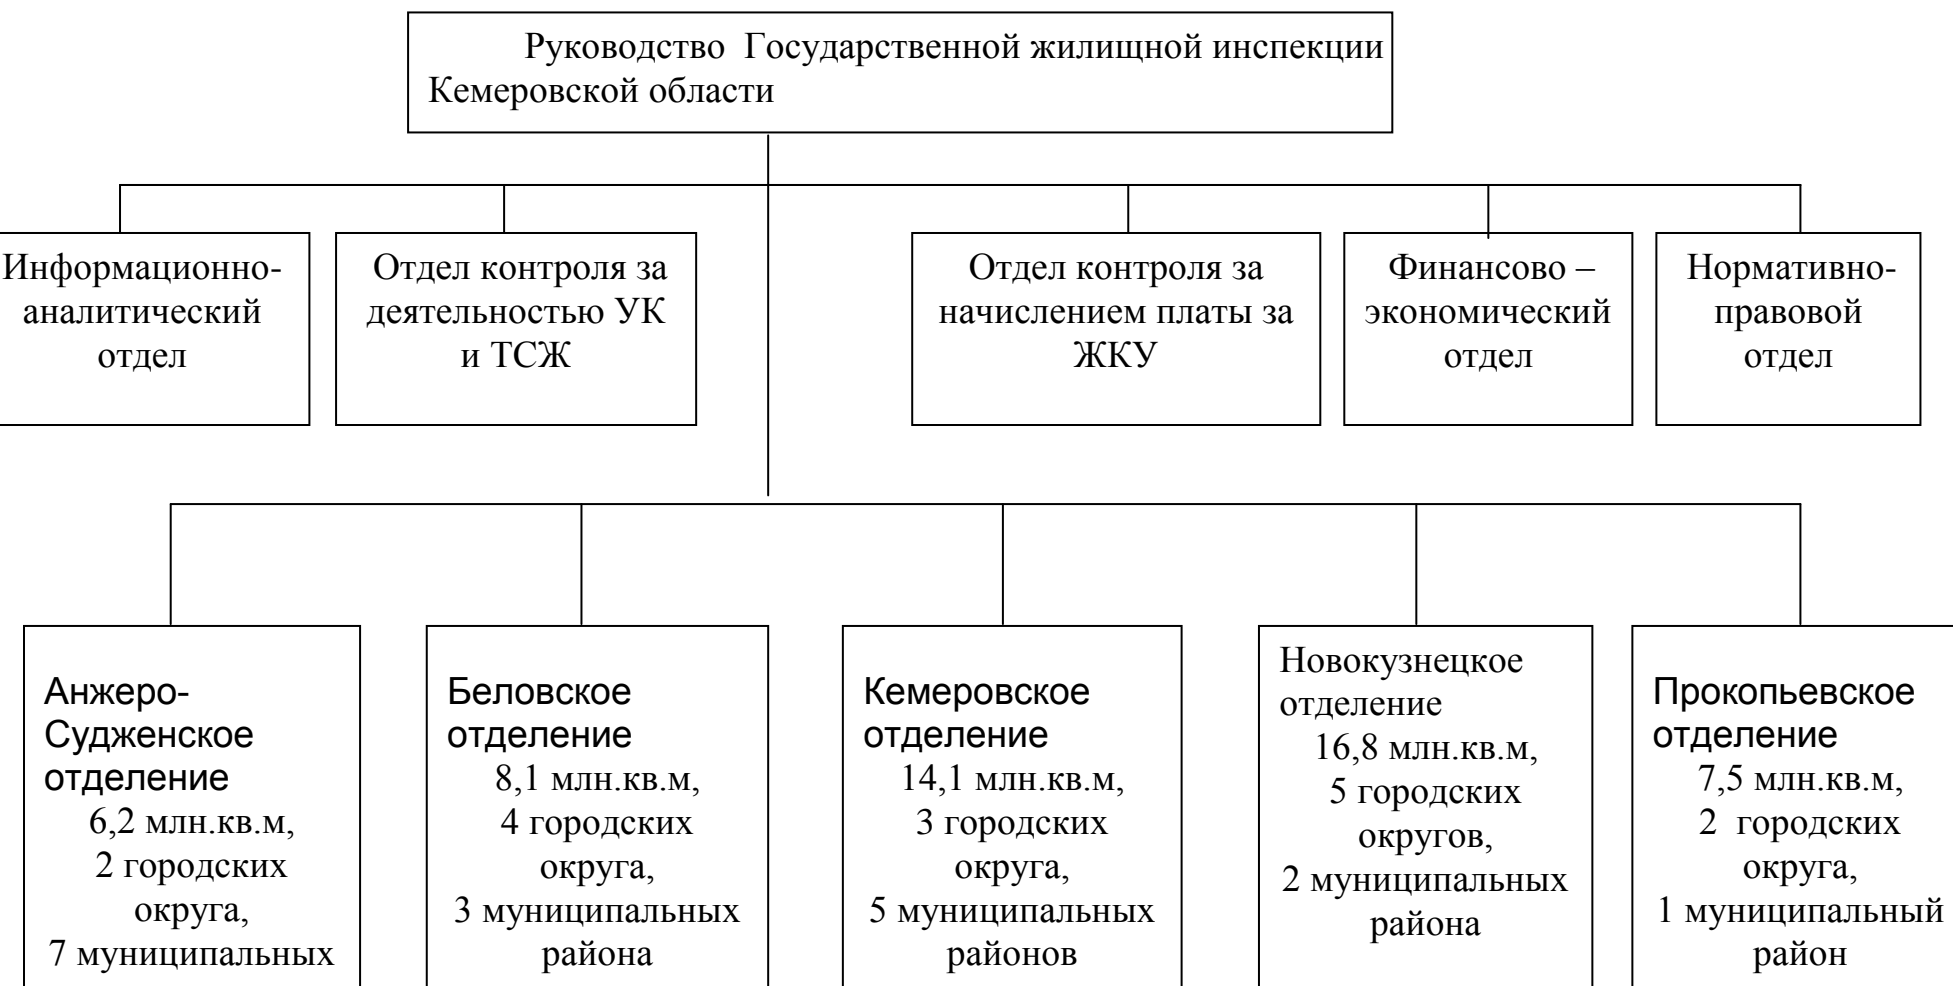 Руководство Государственной жилищной инспекции
Кемеровской области
Информационно-
аналитический
отдел
Отдел контроля за
деятельностью УК
и ТСЖ
Отдел контроля за
начислением платы за
ЖКУ
Финансово –
экономический
отдел
Нормативно-
правовой
отдел
Анжеро-
Судженское
отделение
6,2 млн.кв.м,
2 городских
округа,
7 муниципальных
Беловское
отделение
8,1 млн.кв.м,
4 городских
округа,
3 муниципальных
района
Кемеровское
отделение
14,1 млн.кв.м,
3 городских
округа,
5 муниципальных
районов
Новокузнецкое
отделение
16,8 млн.кв.м,
5 городских
округов,
2 муниципальных
района
Прокопьевское
отделение
7,5 млн.кв.м,
2 городских
округа,
1 муниципальный
район